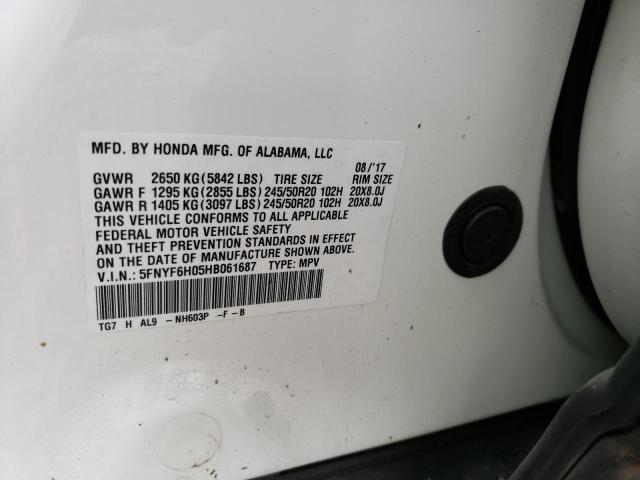 MFD. BY HONDA MFG. OF ALABAMA, LLC 08/'17
GVWR 2650 KG(5842 LBS) TIRE SIZE RIM SIZE
GAWR F 1295 KG(2855 LBS)245/50R20 102H 20X8.0J
GAWR R 1405 KG(3097 LBS)245/50R20 102H 20X8.0J
THIS VEHICLE CONFORMS TO ALL APPLICABLE
FEDERAL MOTOR VEHICLE SAFETY
AND THEFT PREVENTION STANDARDS IN EFFECT
ON THE DATE OF MANUFACTURE SHOWN ABOVE.
V.I.N.: 5FNYF6H05HB061687 TYPE: MPV
TG7 H AL9 -NH603P -F-B